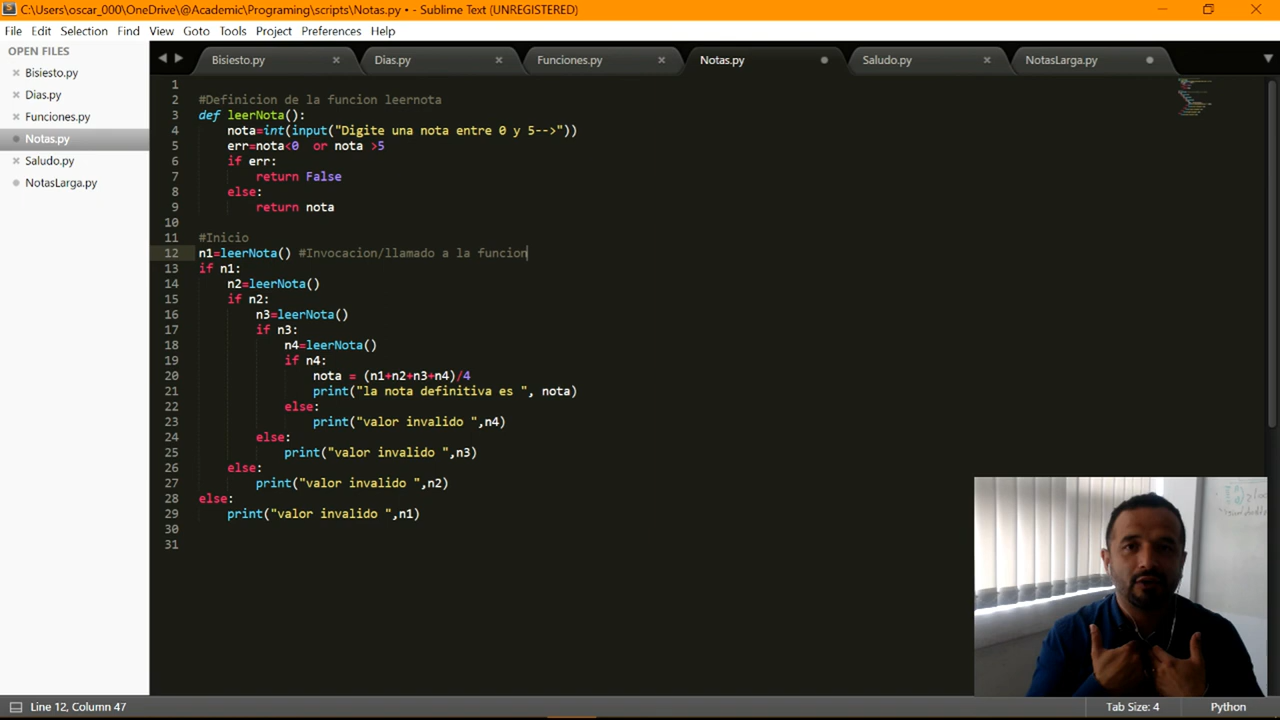 C:\Users\oscar_000\OneDrive\@Academic\Programing\scripts\Notas.py • - Sublime Text (UNREGISTERED)
File Edit Selection Find View Goto Tools Project Preferences Help
OPEN FILES
Bisiesto.py
Dias.py
Funciones.py
Notas.py
Saludo.py
NotasLarga.py
Bisiesto.py Dias.py Funciones.py Notas.py Saludo.py NotasLarga.py
1
2 #Definicion de la funcion leernota
3 def leerNota():
4     nota=int(input("Digite una nota entre 0 y 5-->"))
5     err=nota<0  or nota >5
6     if err:
7         return False
8     else:
9         return nota
10
11 #Inicio
12 n1=leerNota() #Invocacion/llamado a la funcion
13 if n1:
14     n2=leerNota()
15     if n2:
16         n3=leerNota()
17         if n3:
18             n4=leerNota()
19             if n4:
20                 nota = (n1+n2+n3+n4)/4
21                 print("la nota definitiva es ", nota)
22             else:
23                 print("valor invalido ",n4)
24         else:
25             print("valor invalido ",n3)
26     else:
27         print("valor invalido ",n2)
28 else:
29     print("valor invalido ",n1)
30
31
Line 12, Column 47 Tab Size: 4 Python